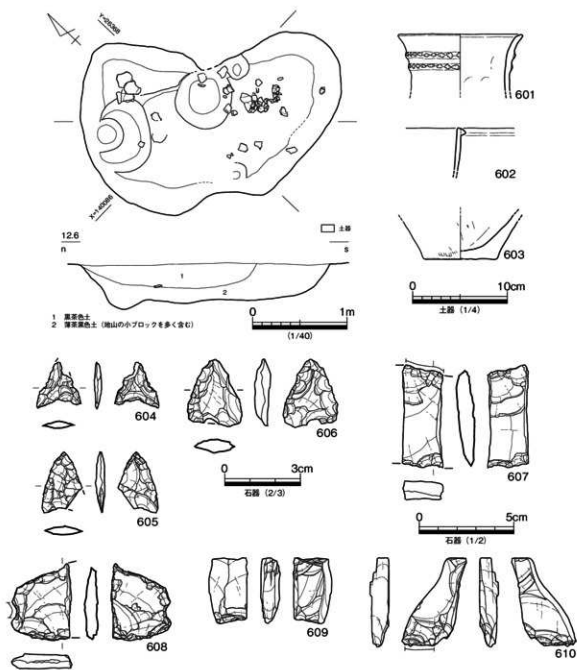 Y=26368
X=140086
土器
12.6
n
s
1
2
1 黒茶色土
2 薄茶黒色土（地山の小ブロックを多く含む）
0 1m
(1/40)
601
602
603
0 10cm
土器 (1/4)
604
605
606
0 3cm
石器 (2/3)
607
0 5cm
石器 (1/2)
608
609
610